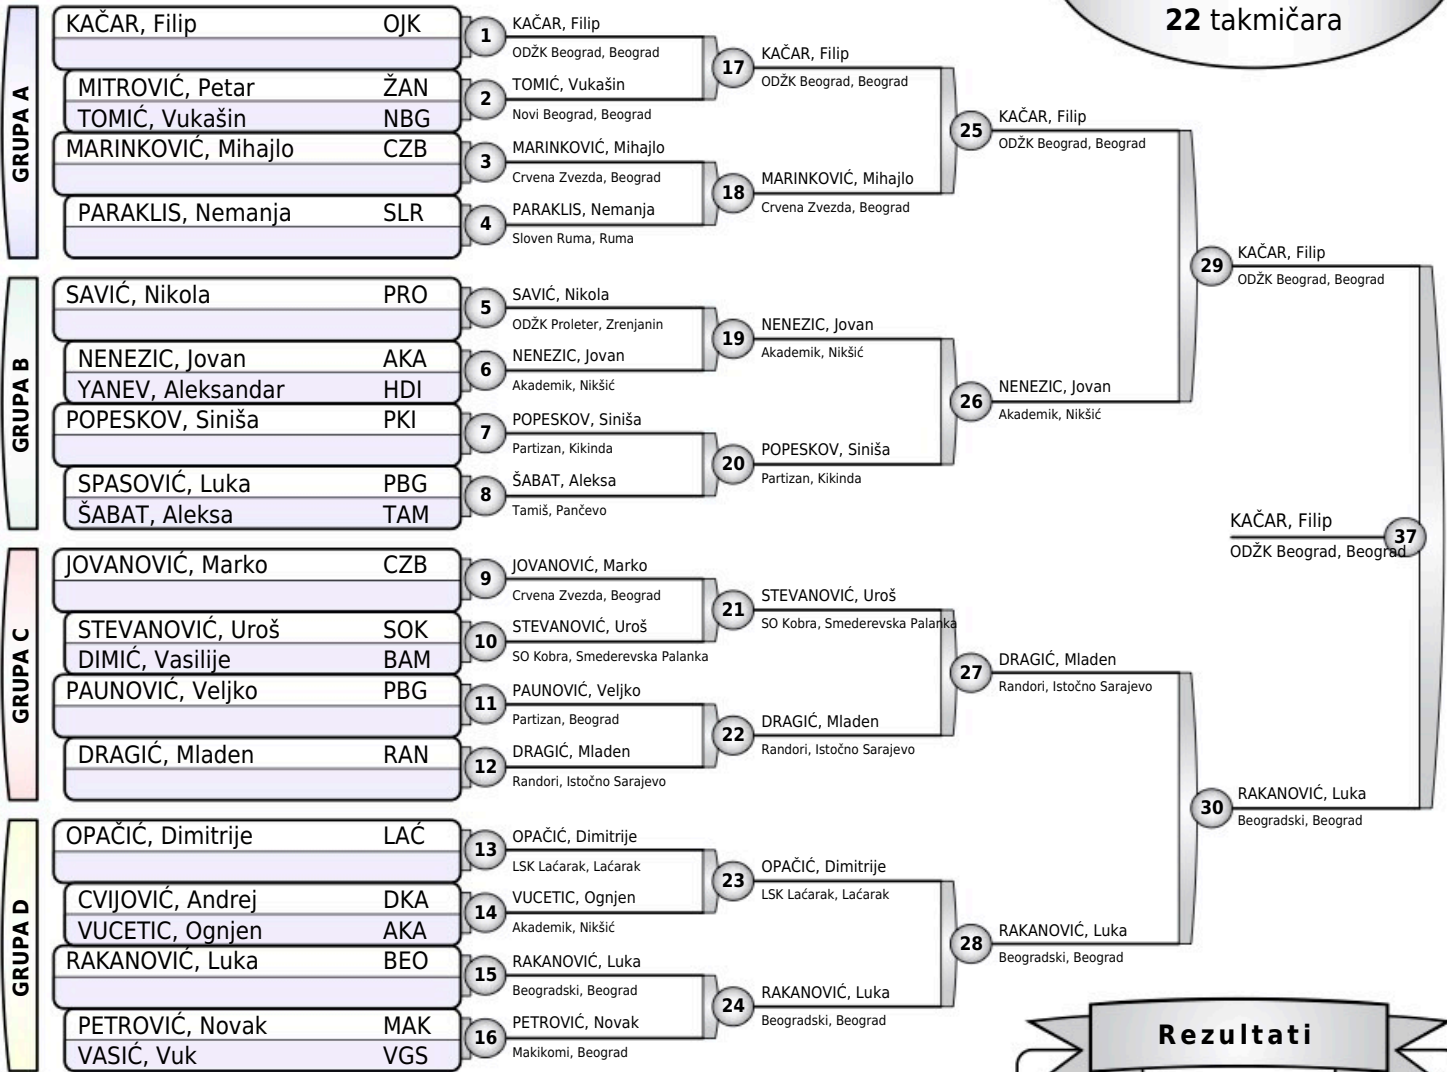 22 takmičara
GRUPA A
KAČAR, Filip OJK
MITROVIĆ, Petar ŽAN
TOMIĆ, Vukašin NBG
MARINKOVIĆ, Mihajlo CZB
PARAKLIS, Nemanja SLR
GRUPA B
SAVIĆ, Nikola PRO
NENEZIC, Jovan AKA
YANEV, Aleksandar HDI
POPESKOV, Siniša PKI
SPASOVIĆ, Luka PBG
ŠABAT, Aleksa TAM
GRUPA C
JOVANOVIĆ, Marko CZB
STEVANOVIĆ, Uroš SOK
DIMIĆ, Vasilije BAM
PAUNOVIĆ, Veljko PBG
DRAGIĆ, Mladen RAN
GRUPA D
OPAČIĆ, Dimitrije LAĆ
CVIJOVIĆ, Andrej DKA
VUCETIC, Ognjen AKA
RAKANOVIĆ, Luka BEO
PETROVIĆ, Novak MAK
VASIĆ, Vuk VGS
1 KAČAR, Filip
ODŽK Beograd, Beograd
2 TOMIĆ, Vukašin
Novi Beograd, Beograd
3 MARINKOVIĆ, Mihajlo
Crvena Zvezda, Beograd
4 PARAKLIS, Nemanja
Sloven Ruma, Ruma
5 SAVIĆ, Nikola
ODŽK Proleter, Zrenjanin
6 NENEZIC, Jovan
Akademik, Nikšić
7 POPESKOV, Siniša
Partizan, Kikinda
8 ŠABAT, Aleksa
Tamiš, Pančevo
9 JOVANOVIĆ, Marko
Crvena Zvezda, Beograd
10 STEVANOVIĆ, Uroš
SO Kobra, Smederevska Palanka
11 PAUNOVIĆ, Veljko
Partizan, Beograd
12 DRAGIĆ, Mladen
Randori, Istočno Sarajevo
13 OPAČIĆ, Dimitrije
LSK Laćarak, Laćarak
14 VUCETIC, Ognjen
Akademik, Nikšić
15 RAKANOVIĆ, Luka
Beogradski, Beograd
16 PETROVIĆ, Novak
Makikomi, Beograd
17 KAČAR, Filip
ODŽK Beograd, Beograd
18 MARINKOVIĆ, Mihajlo
Crvena Zvezda, Beograd
19 NENEZIC, Jovan
Akademik, Nikšić
20 POPESKOV, Siniša
Partizan, Kikinda
21 STEVANOVIĆ, Uroš
SO Kobra, Smederevska Palanka
22 DRAGIĆ, Mladen
Randori, Istočno Sarajevo
23 OPAČIĆ, Dimitrije
LSK Laćarak, Laćarak
24 RAKANOVIĆ, Luka
Beogradski, Beograd
25 KAČAR, Filip
ODŽK Beograd, Beograd
26 NENEZIC, Jovan
Akademik, Nikšić
27 DRAGIĆ, Mladen
Randori, Istočno Sarajevo
28 RAKANOVIĆ, Luka
Beogradski, Beograd
29 KAČAR, Filip
ODŽK Beograd, Beograd
30 RAKANOVIĆ, Luka
Beogradski, Beograd
KAČAR, Filip 37
ODŽK Beograd, Beograd
Rezultati